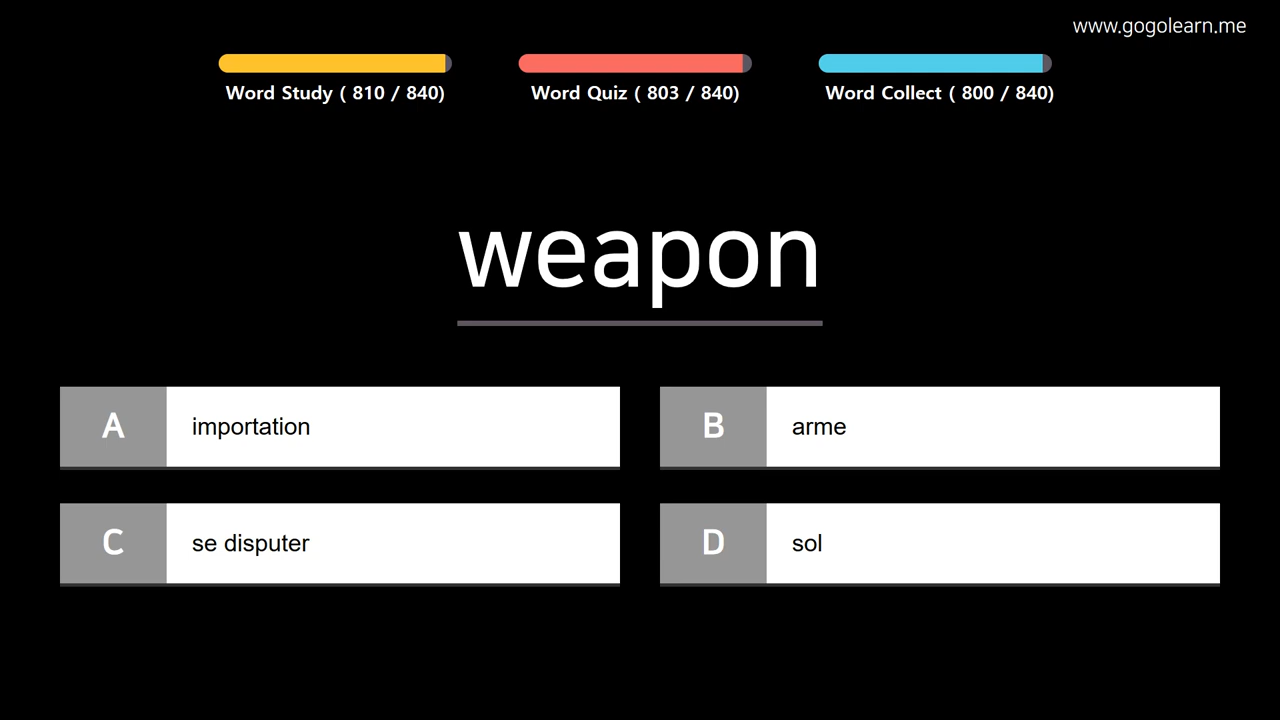 www.gogolearn.me
Word Study ( 810 / 840)
Word Quiz ( 803 / 840)
Word Collect ( 800 / 840)
weapon
A importation
B arme
C se disputer
D sol